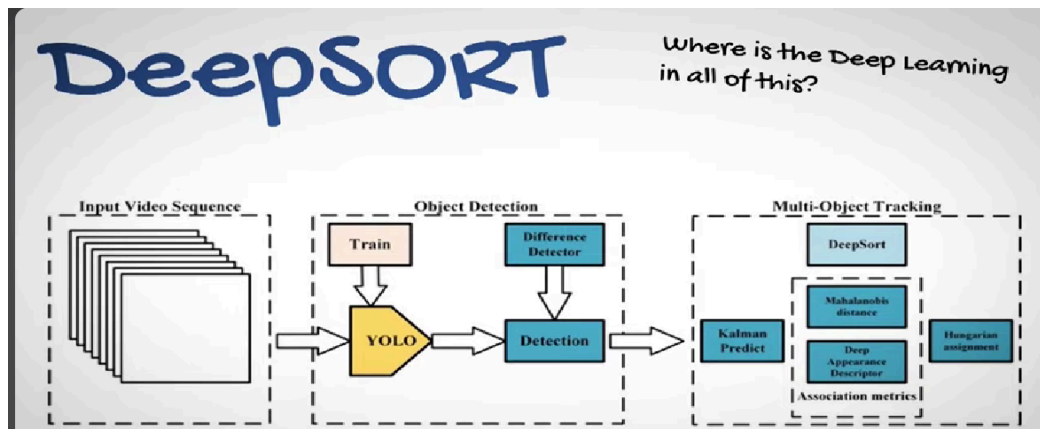 DeepSORT
Where is the Deep Learning
in all of this?
Input Video Sequence
Object Detection
Train
Difference
Detector
YOLO
Detection
Multi-Object Tracking
DeepSort
Kalman
Predict
Mahalanobis
distance
Deep
Appearance
Descriptor
Association metrics
Hungarian
assignment